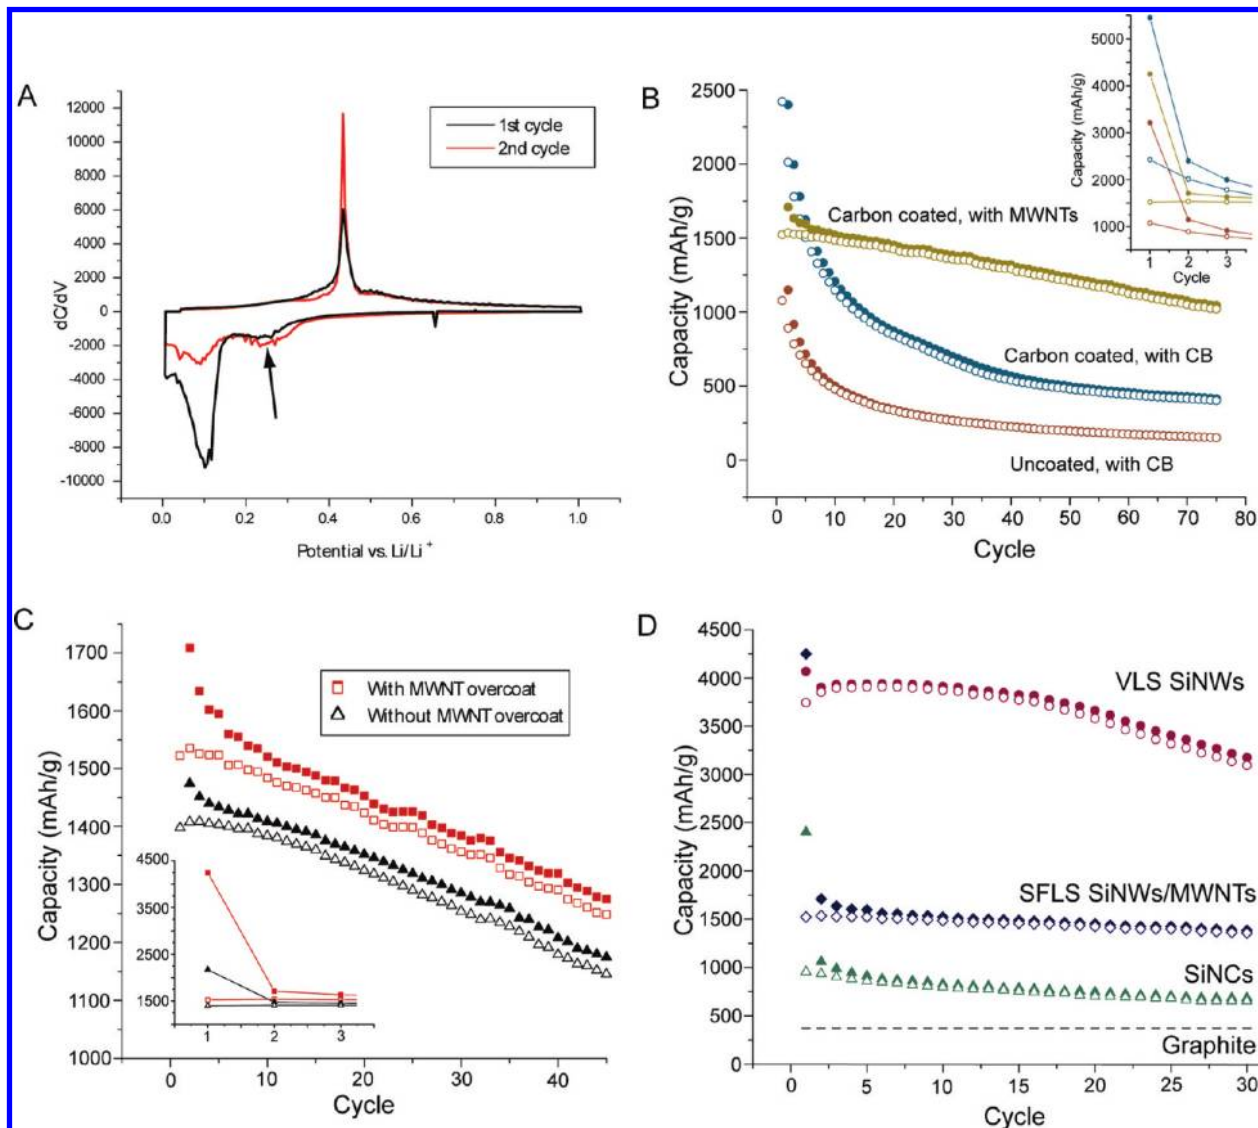 A
12000
10000
8000
6000
4000
2000
0
-2000
-4000
-6000
-8000
-10000
dC/dV
1st cycle
2nd cycle
0.0 0.2 0.4 0.6 0.8 1.0
Potential vs. Li/Li+
B
2500
2000
1500
1000
500
0
Capacity (mAh/g)
Carbon coated, with MWNTs
Carbon coated, with CB
Uncoated, with CB
0 10 20 30 40 50 60 70 80
Cycle
5000
4000
3000
2000
1000
Capacity (mAh/g)
1 2 3
Cycle
C
1700
1600
1500
1400
1300
1200
1100
1000
Capacity (mAh/g)
With MWNT overcoat
Without MWNT overcoat
4500
3500
2500
1500
1 2 3
0 10 20 30 40
Cycle
D
4500
4000
3500
3000
2500
2000
1500
1000
500
0
Capacity (mAh/g)
VLS SiNWs
SFLS SiNWs/MWNTs
SiNCs
Graphite
0 5 10 15 20 25 30
Cycle